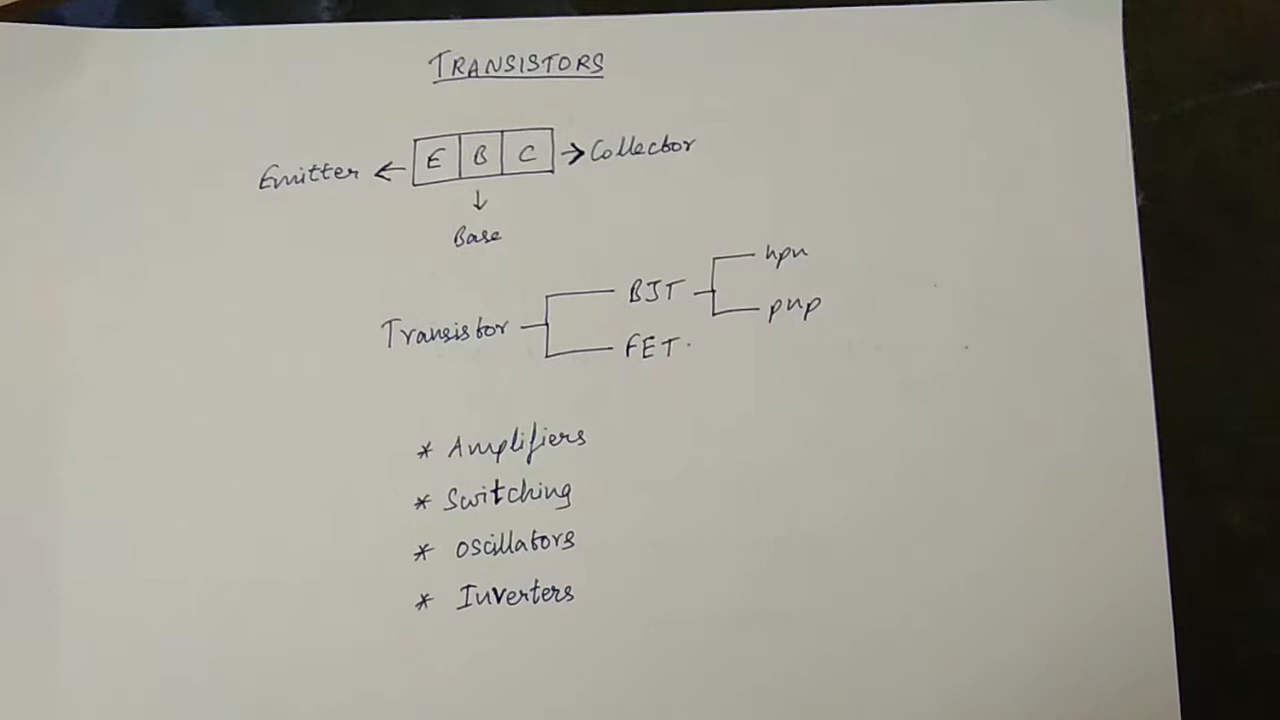 TRANSISTORS
Emitter ← E B C → Collector
↓
Base
npn
BJT
pnp
Transistor
FET.
* Amplifiers
* Switching
* Oscillators
* Inverters